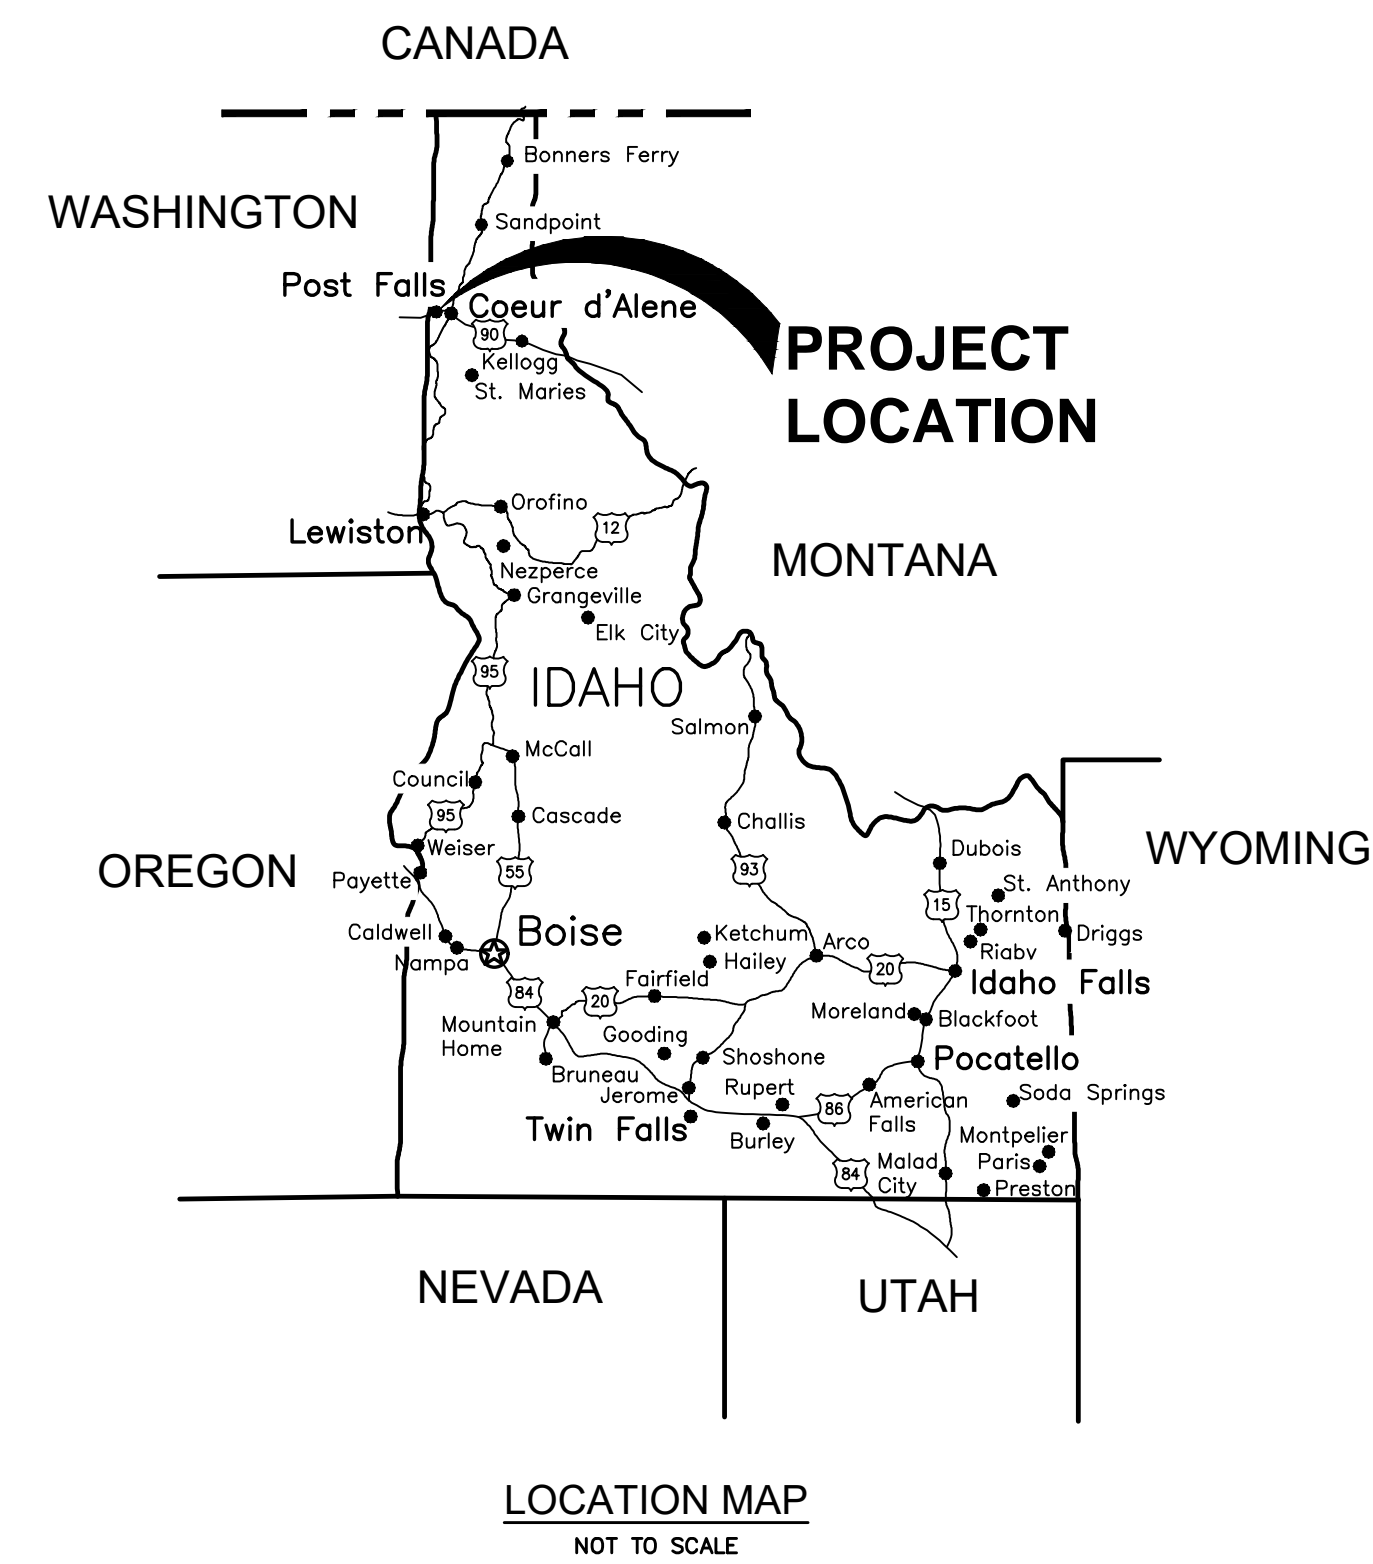 CANADA
Bonners Ferry
WASHINGTON
Sandpoint
Post Falls
Coeur d'Alene
90
PROJECT
LOCATION
Kellogg
St. Maries
Orofino
12
Lewiston
MONTANA
Nezperce
Grangeville
Elk City
95
IDAHO
Salmon
McCall
Council
95
Cascade
Challis
Weiser
Dubois
WYOMING
OREGON
Payette
55
93
St. Anthony
15
Thornton
Caldwell
Boise
Ketchum
Arco
Driggs
Nampa
Hailey
Riabv
20
Idaho Falls
Fairfield
84
20
Moreland
Blackfoot
Mountain
Home
Gooding
Shoshone
Pocatello
Bruneau
Jerome
Rupert
American
Falls
Soda Springs
86
Twin Falls
Burley
Montpelier
84
Malad
City
Paris
Preston
NEVADA
UTAH
LOCATION MAP
NOT TO SCALE